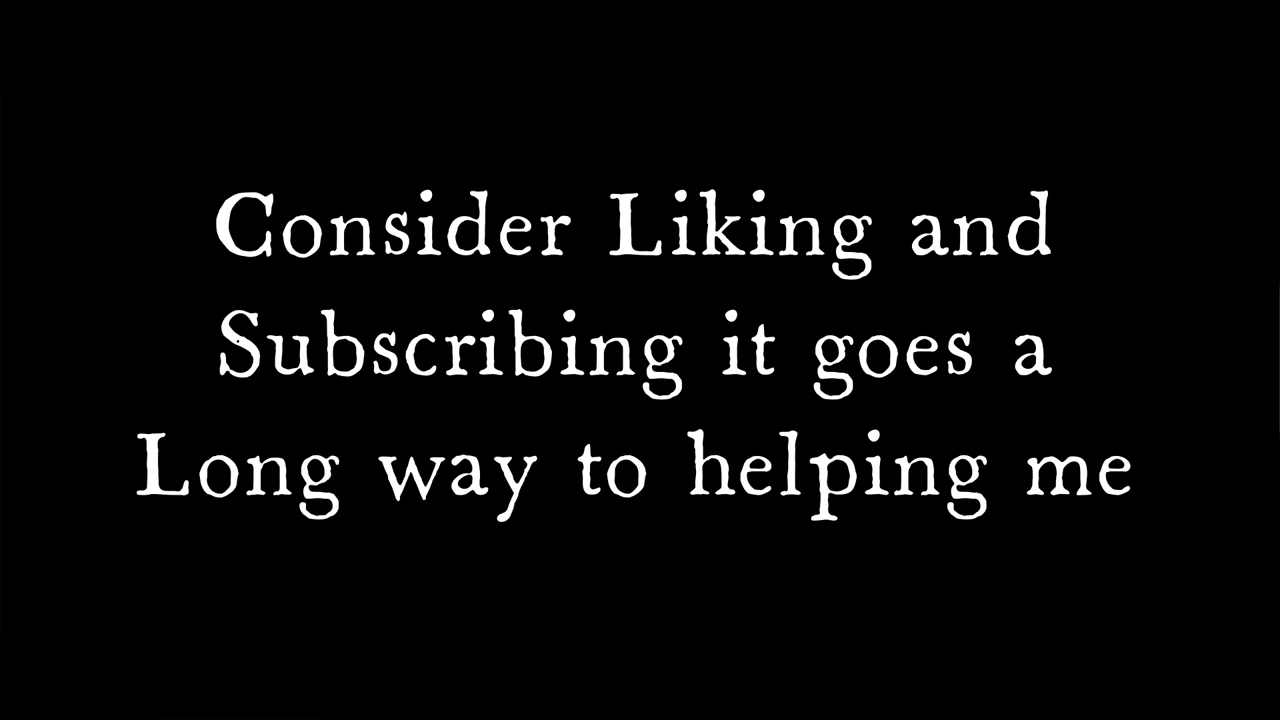 Consider Liking and
Subscribing it goes a
Long way to helping me